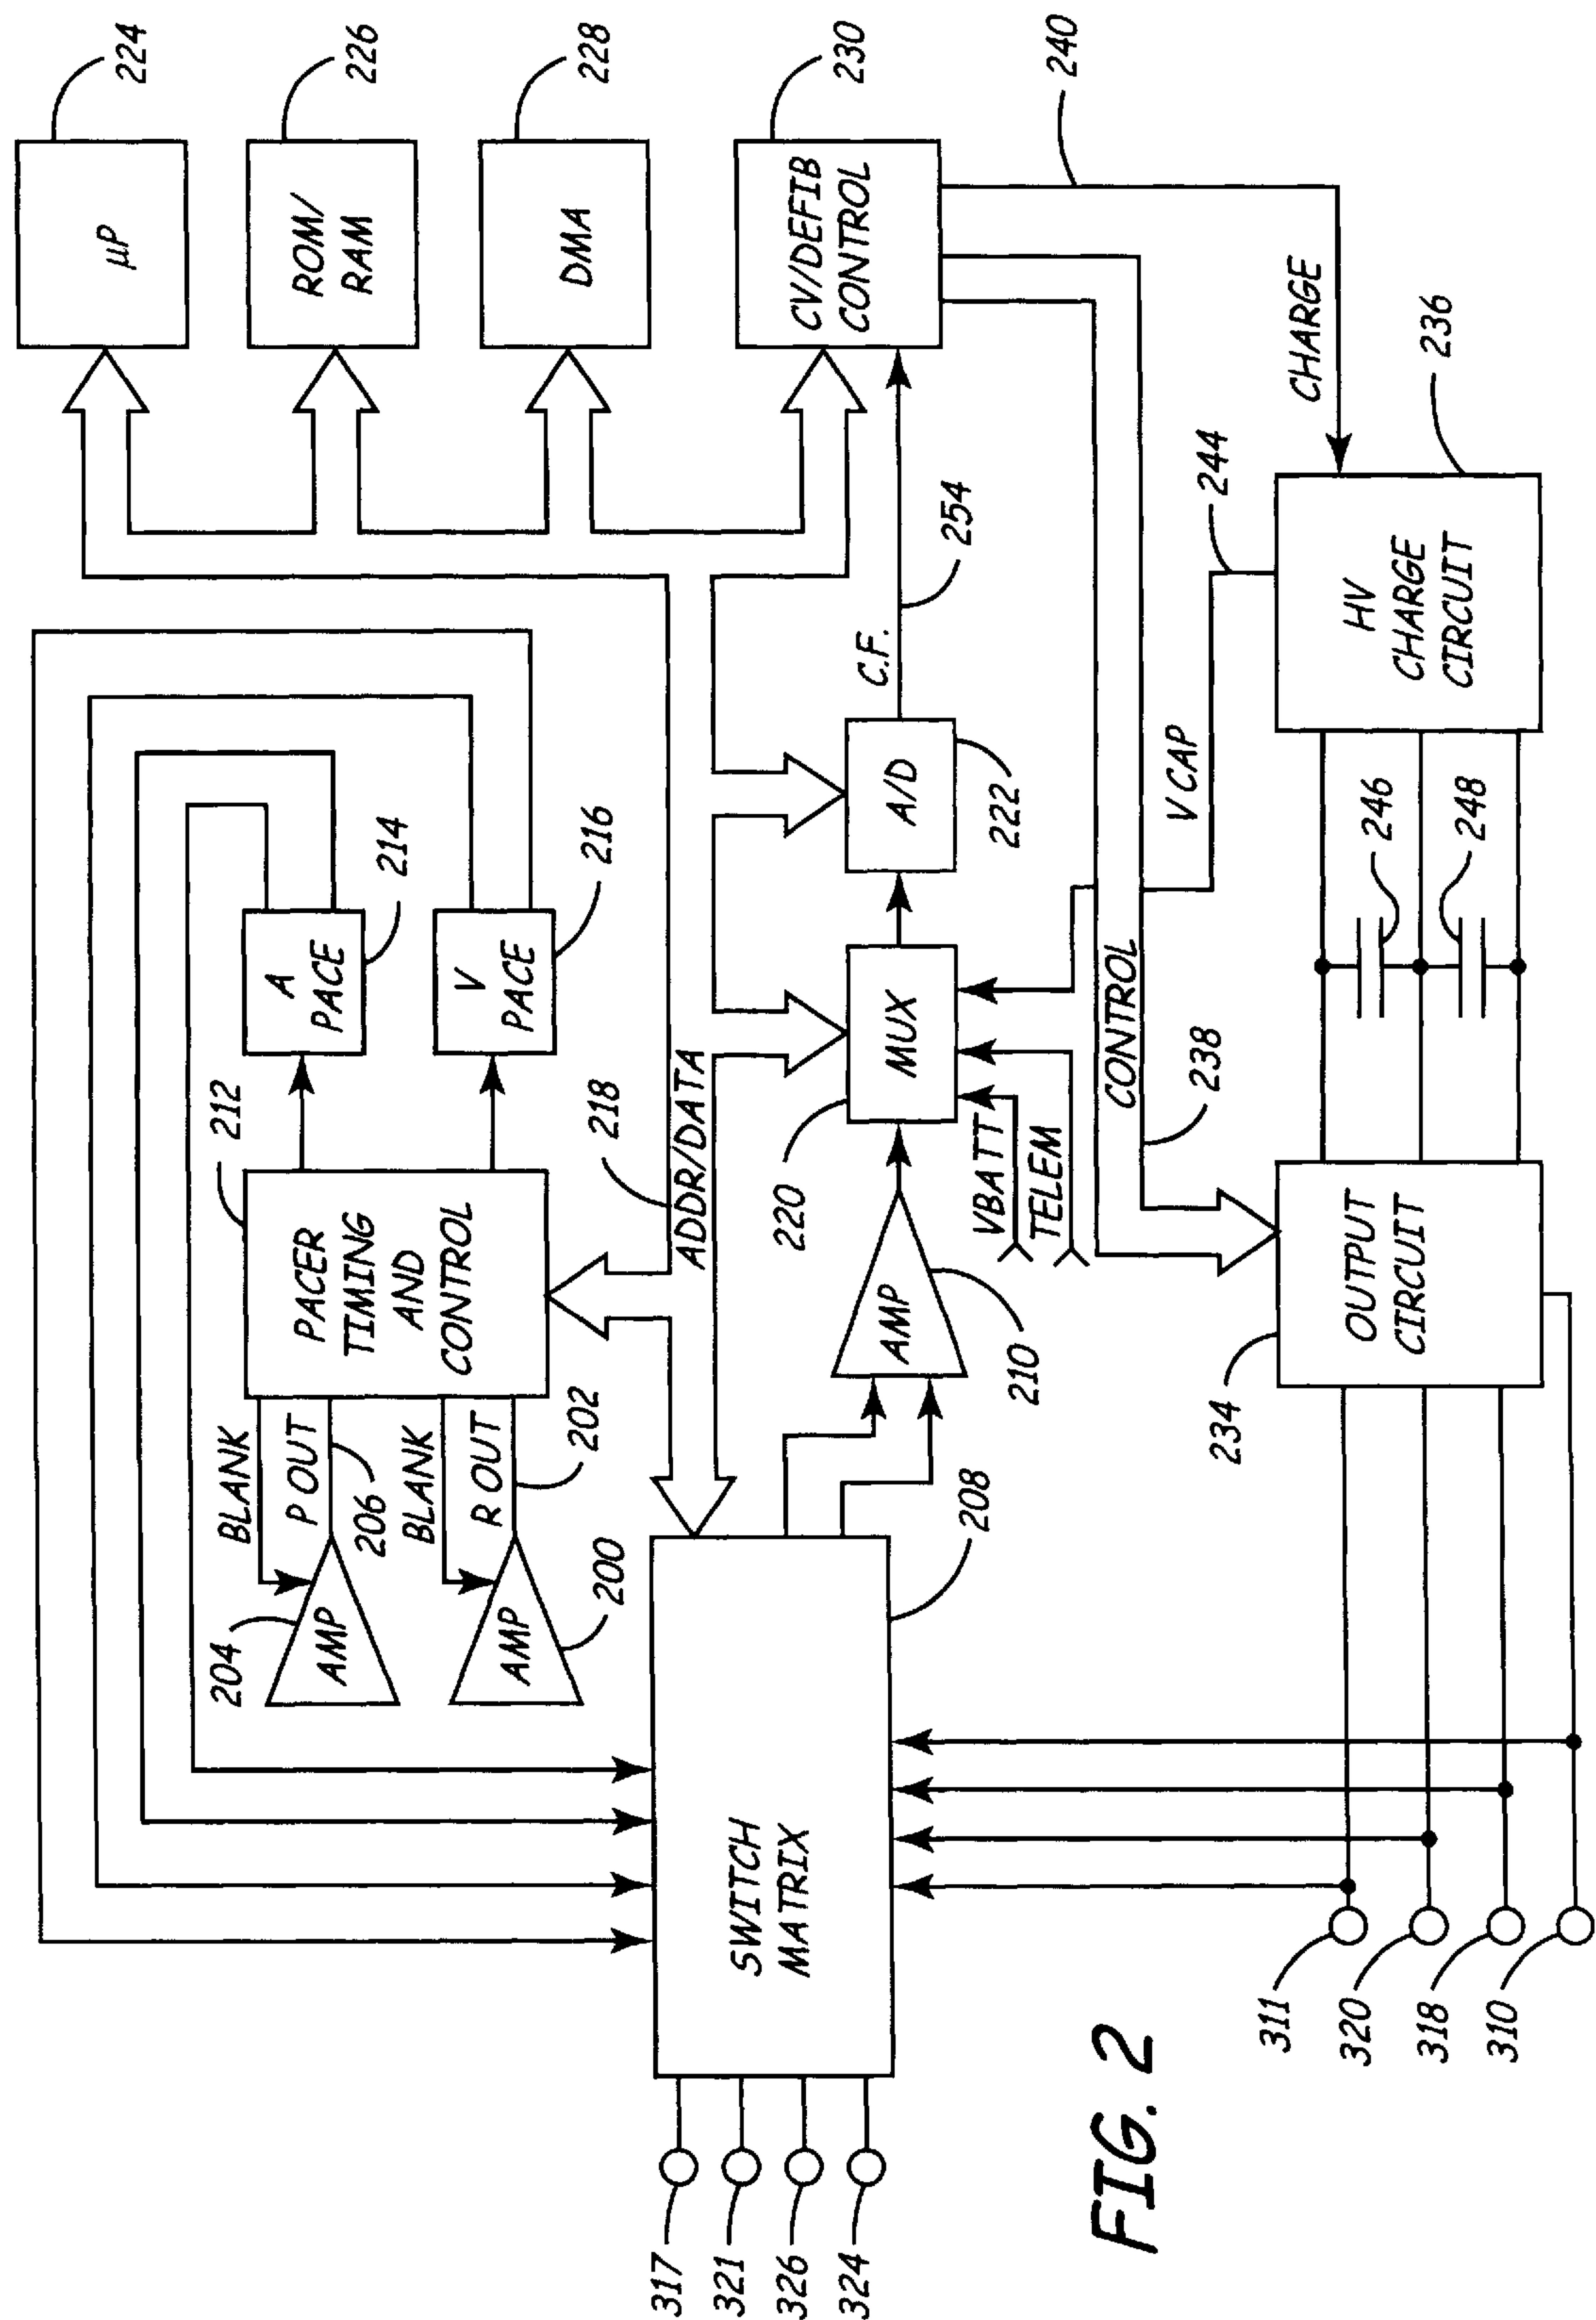 224
µP
226
ROM/
RAM
228
DMA
230
CV/DEFIB
CONTROL
240
CHARGE
236
HV
CHARGE
CIRCUIT
244
VCAP
246
248
254
C.F.
A/D
222
214
A
PACE
216
V
PACE
212
PACER
TIMING
AND
CONTROL
218
ADDR/DATA
MUX
220
VBATT
TELEM
CONTROL
238
AMP
210
OUTPUT
CIRCUIT
234
BLANK
P OUT
206
BLANK
R OUT
202
204
AMP
AMP
200
208
SWITCH
MATRIX
317
321
326
324
311
320
318
310
FIG. 2